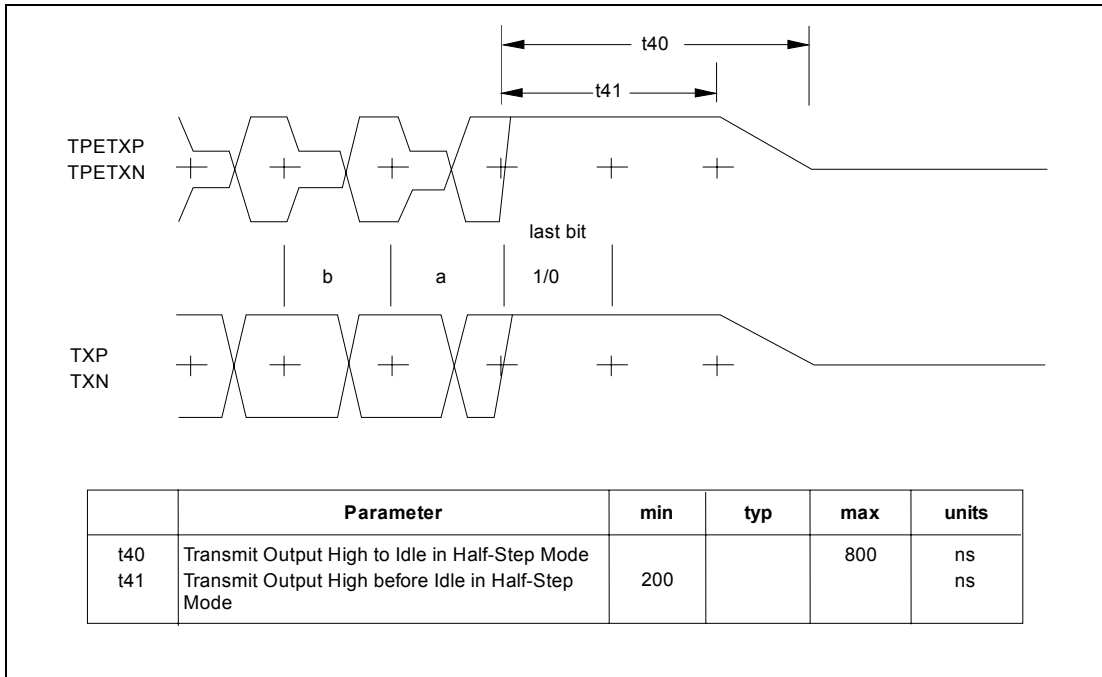 t40
t41
TPETXP
TPETXN
last bit
b a 1/0
TXP
TXN
Parameter min typ max units
t40 Transmit Output High to Idle in Half-Step Mode 800 ns
t41 Transmit Output High before Idle in Half-Step 200 ns
Mode